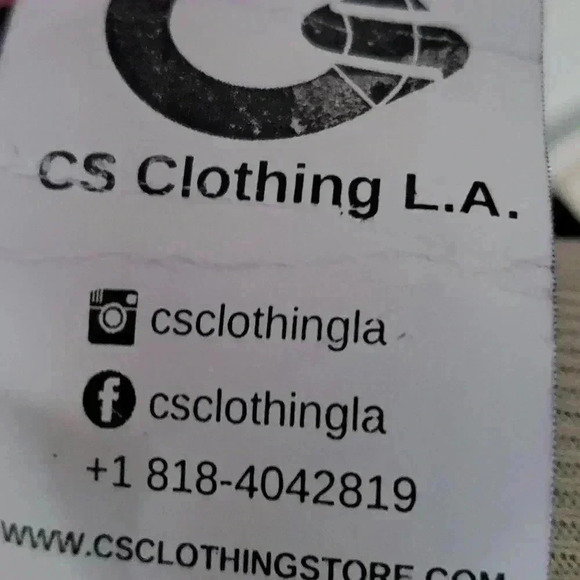 CS Clothing L.A.
csclothingla
csclothingla
+1 818-4042819
WWW.CSCLOTHINGSTORE.COM